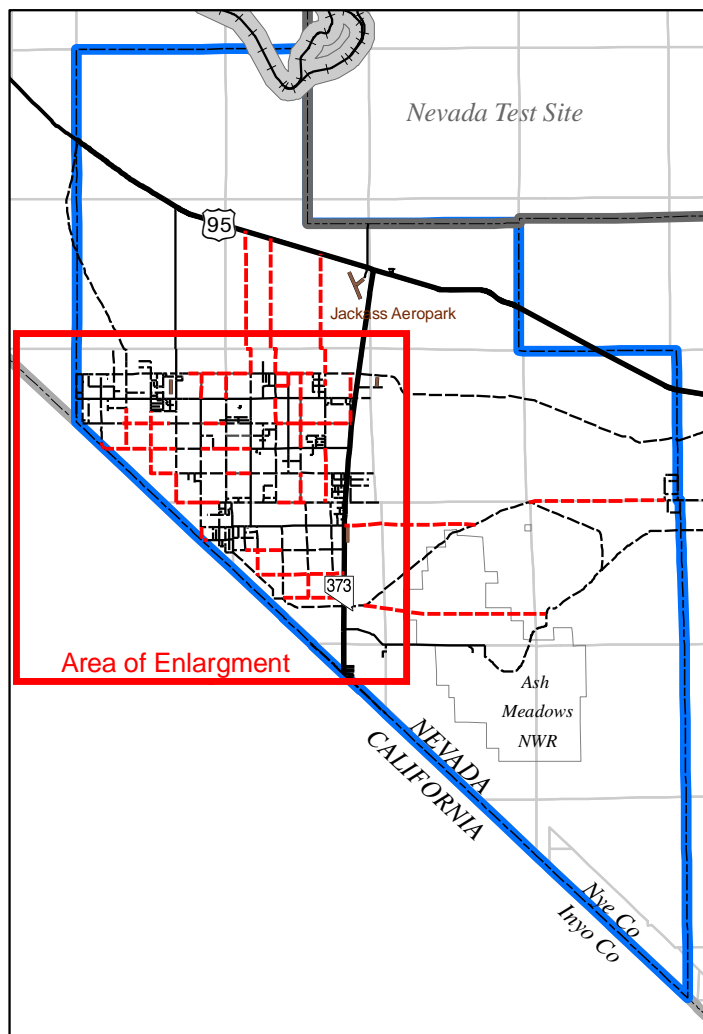 Nevada Test Site
95
Jackass Aeropark
373
Area of Enlargment
Ash
Meadows
NWR
NEVADA
CALIFORNIA
Nye Co
Inyo Co